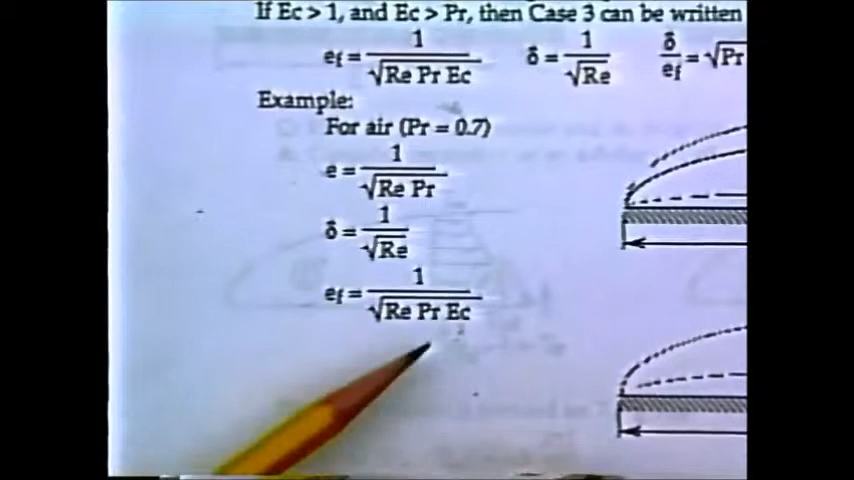 If Ec > 1, and Ec > Pr, then Case 3 can be written
e_f = 1/√(Re Pr Ec)   δ = 1/√Re   δ/e_f = √Pr
Example:
For air (Pr = 0.7)
e = 1/√(Re Pr)
δ = 1/√Re
e_f = 1/√(Re Pr Ec)